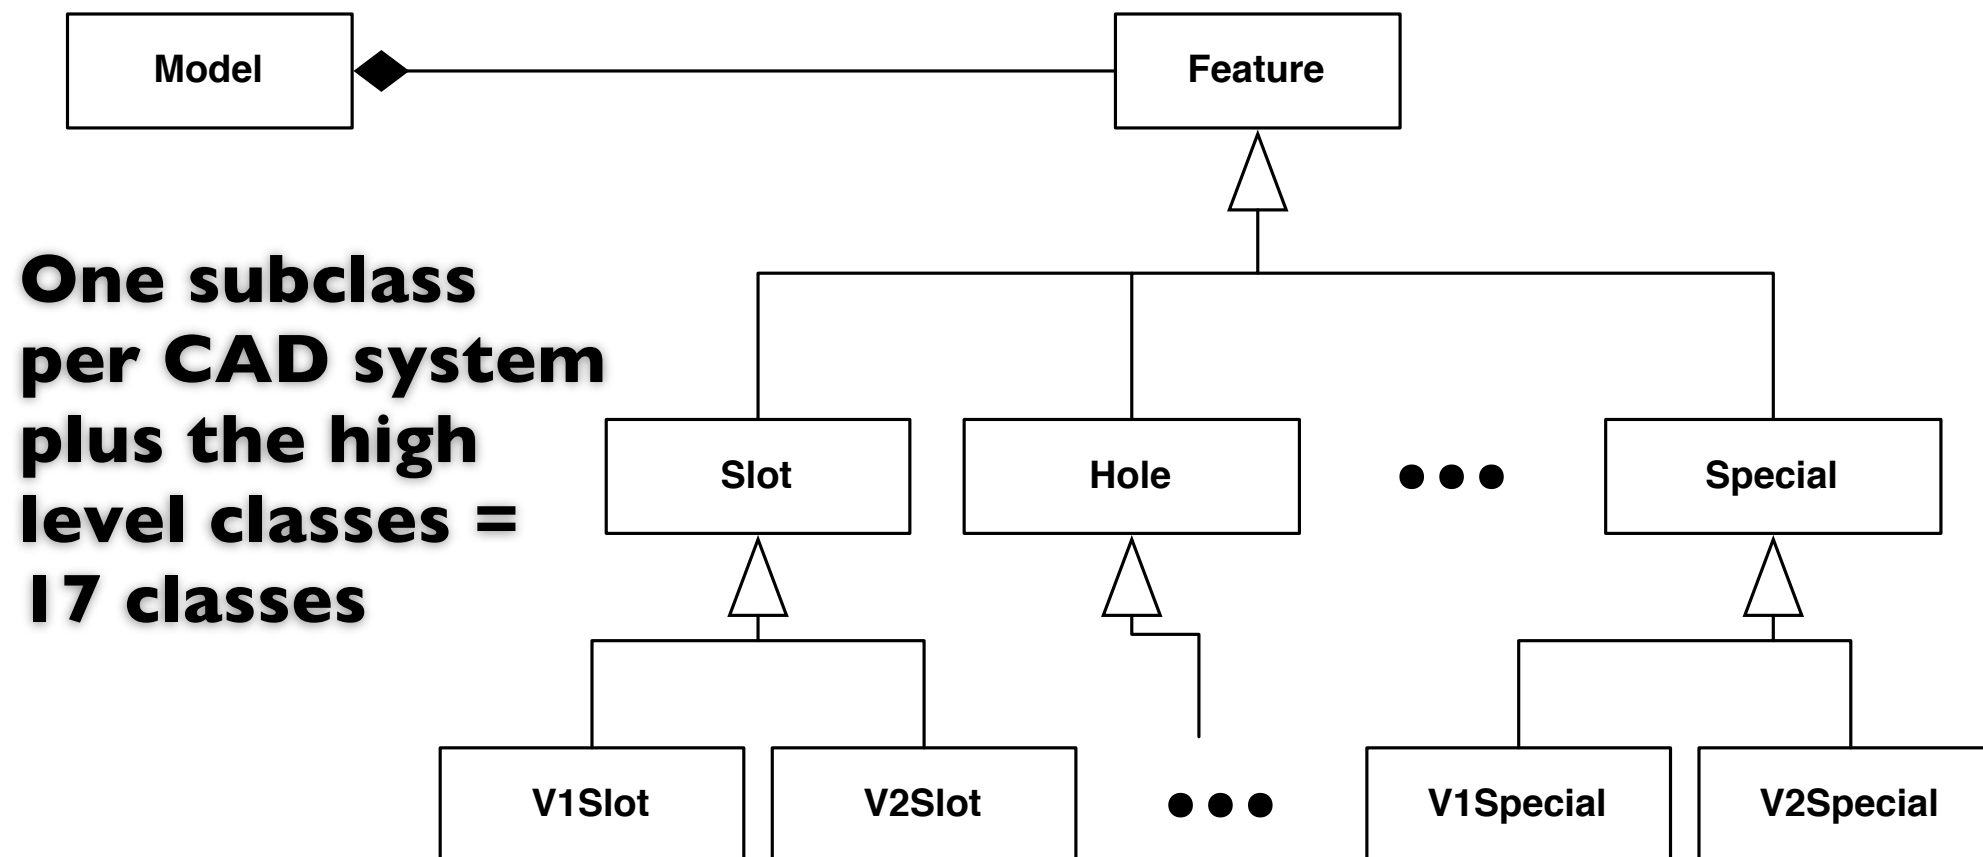 Model
Feature
One subclass
per CAD system
plus the high
level classes =
17 classes
Slot
Hole
Special
V1Slot
V2Slot
V1Special
V2Special